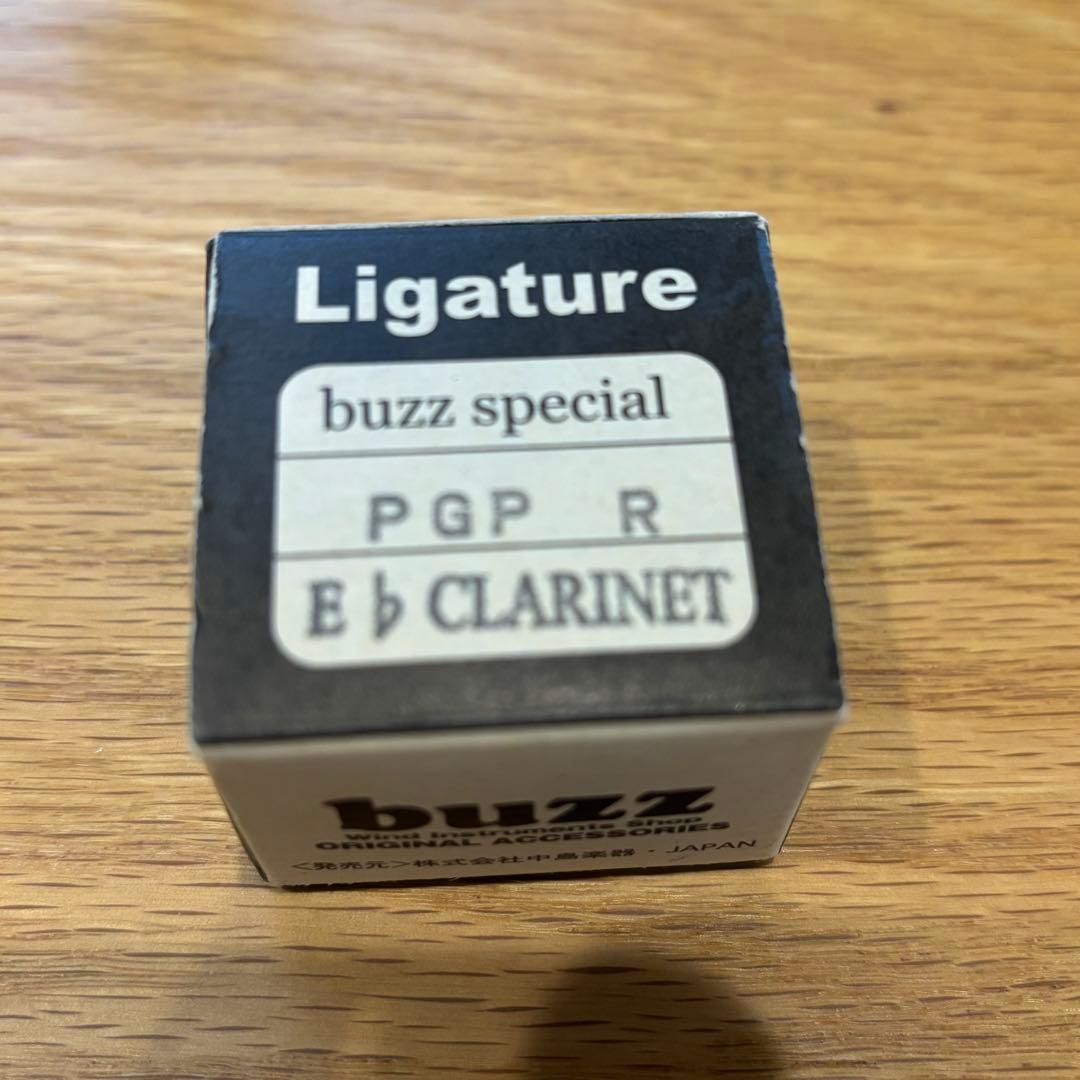 Ligature
buzz special
PGP R
E♭CLARINET
buzz
Wind Instruments Shop
ORIGINAL ACCESSORIES
<発売元>株式会社中島楽器・JAPAN